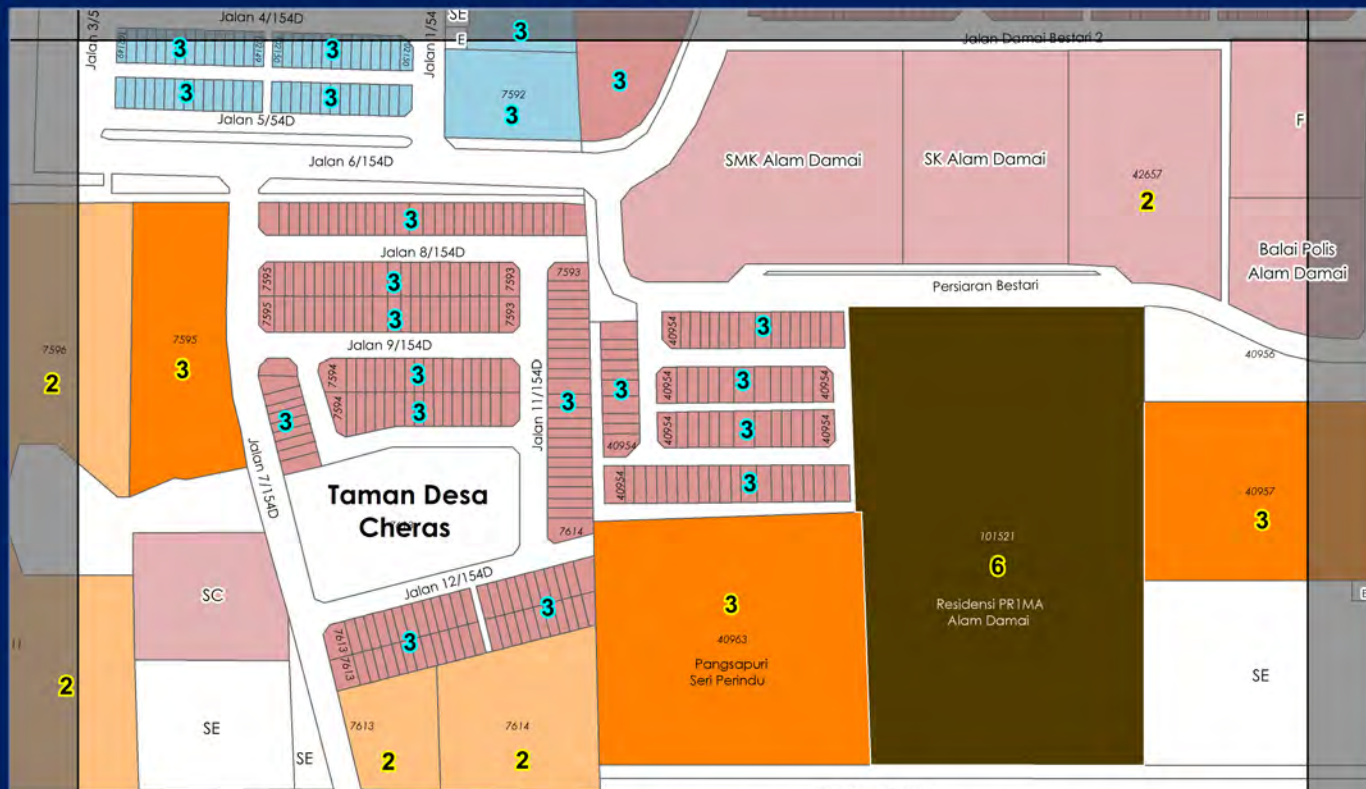 Jalan 4/154D
SE
Jalan 3/5
Jalan 1/54
3
E
3
3
Jalan Damai Bestari 2
3
7592
3
3
3
Jalan 5/54D
F
Jalan 6/154D
SMK Alam Damai
SK Alam Damai
42657
2
3
Jalan 8/154D
Balai Polis
Alam Damai
7595
3
7593
7593
7595
3
7593
Persiaran Bestari
40954
3
7595
3
Jalan 9/154D
7596
2
40956
7594
3
7594
3
Jalan 11/154D
3
3
40954
40954
3
40954
3
40954
3
40954
Jalan 7/154D
40954
3
Taman Desa
Cheras
7614
40957
3
101521
6
Residensi PR1MA
Alam Damai
SC
Jalan 12/154D
3
3
7613
7613
3
40963
Pangsapuri
Seri Perindu
E
11
2
SE
SE
SE
7613
2
7614
2